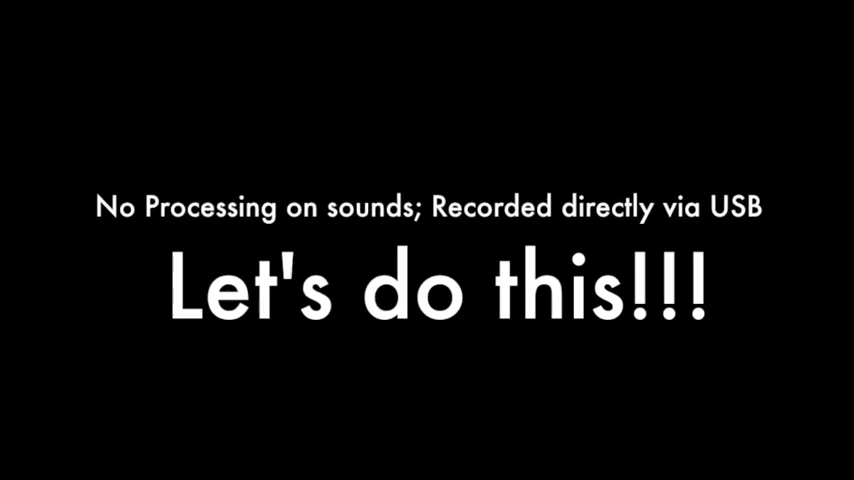 No Processing on sounds; Recorded directly via USB
Let's do this!!!